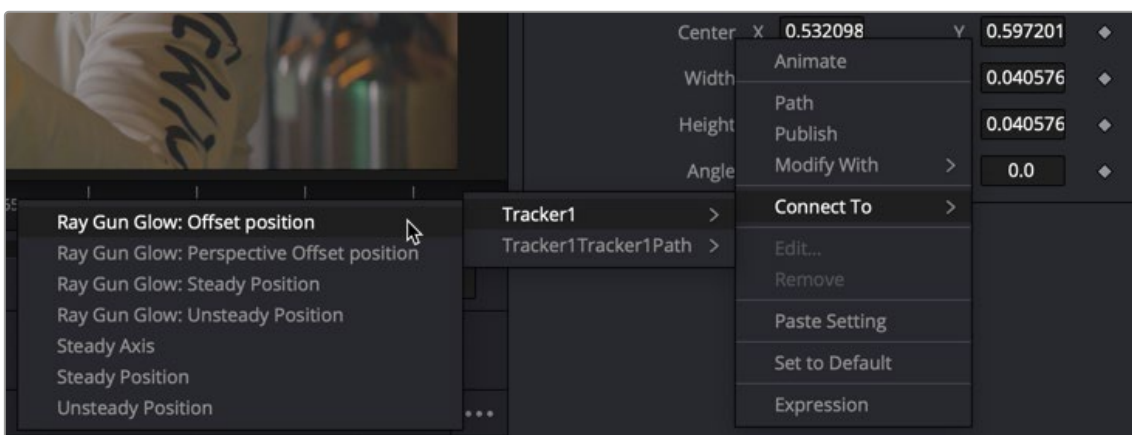 Center X 0.532098 Y 0.597201
Animate
Width 0.040576
Path
Height 0.040576
Publish
Angle Modify With > 0.0
Ray Gun Glow: Offset position Tracker1 > Connect To >
Ray Gun Glow: Perspective Offset position Tracker1Tracker1Path > Edit...
Ray Gun Glow: Steady Position Remove
Ray Gun Glow: Unsteady Position Paste Setting
Steady Axis
Steady Position Set to Default
Unsteady Position Expression